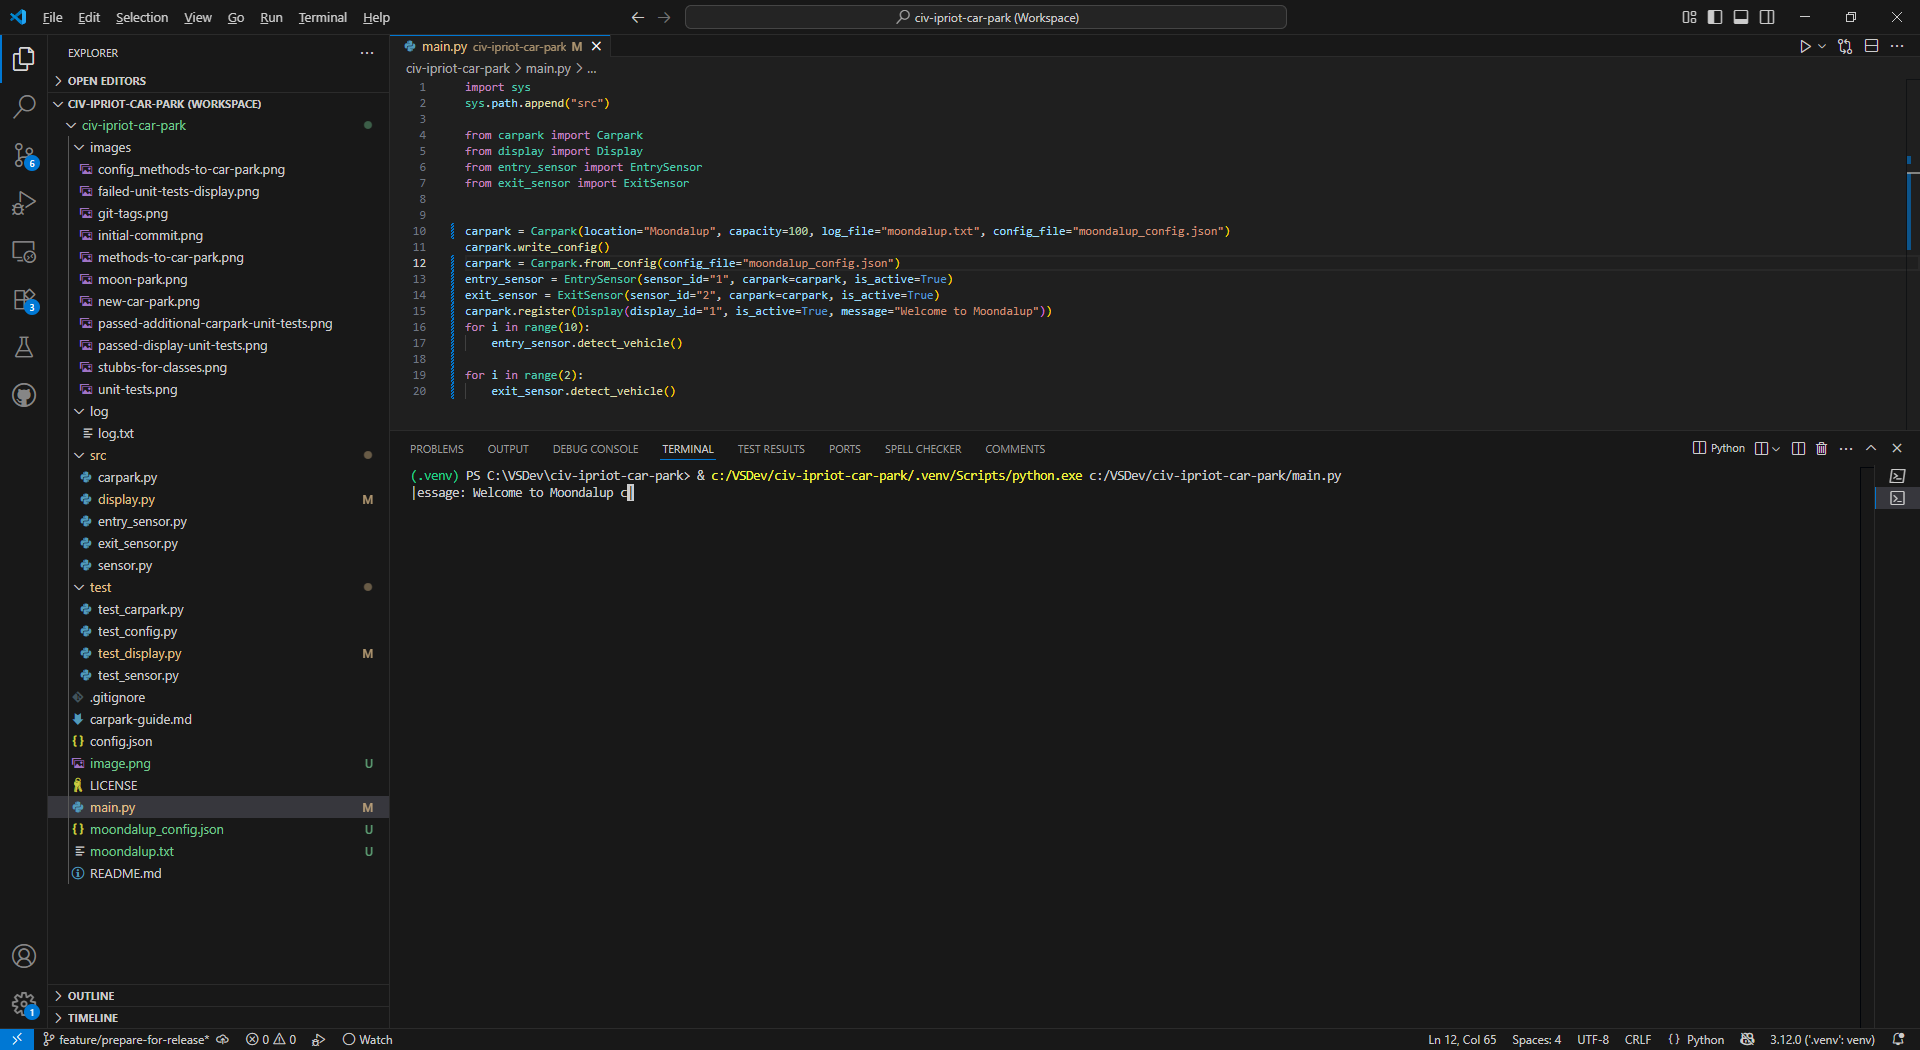 File Edit Selection View Go Run Terminal Help
civ-ipriot-car-park (Workspace)
EXPLORER
OPEN EDITORS
CIV-IPRIOT-CAR-PARK (WORKSPACE)
civ-ipriot-car-park
images
config_methods-to-car-park.png
failed-unit-tests-display.png
git-tags.png
initial-commit.png
methods-to-car-park.png
moon-park.png
new-car-park.png
passed-additional-carpark-unit-tests.png
passed-display-unit-tests.png
stubbs-for-classes.png
unit-tests.png
log
log.txt
src
carpark.py
display.py M
entry_sensor.py
exit_sensor.py
sensor.py
test
test_carpark.py
test_config.py
test_display.py M
test_sensor.py
.gitignore
carpark-guide.md
config.json
image.png U
LICENSE
main.py M
moondalup_config.json U
moondalup.txt U
README.md
OUTLINE
TIMELINE
6
3
1
main.py civ-ipriot-car-park M
civ-ipriot-car-park > main.py > ...
1 import sys
2 sys.path.append("src")
3
4 from carpark import Carpark
5 from display import Display
6 from entry_sensor import EntrySensor
7 from exit_sensor import ExitSensor
8
9
10 carpark = Carpark(location="Moondalup", capacity=100, log_file="moondalup.txt", config_file="moondalup_config.json")
11 carpark.write_config()
12 carpark = Carpark.from_config(config_file="moondalup_config.json")
13 entry_sensor = EntrySensor(sensor_id="1", carpark=carpark, is_active=True)
14 exit_sensor = ExitSensor(sensor_id="2", carpark=carpark, is_active=True)
15 carpark.register(Display(display_id="1", is_active=True, message="Welcome to Moondalup"))
16 for i in range(10):
17 entry_sensor.detect_vehicle()
18
19 for i in range(2):
20 exit_sensor.detect_vehicle()
PROBLEMS OUTPUT DEBUG CONSOLE TERMINAL TEST RESULTS PORTS SPELL CHECKER COMMENTS
Python
(.venv) PS C:\VSDev\civ-ipriot-car-park> & c:/VSDev/civ-ipriot-car-park/.venv/Scripts/python.exe c:/VSDev/civ-ipriot-car-park/main.py
|essage: Welcome to Moondalup c
feature/prepare-for-release* 0 0 Watch
Ln 12, Col 65 Spaces: 4 UTF-8 CRLF {} Python 3.12.0 ('.venv': venv)